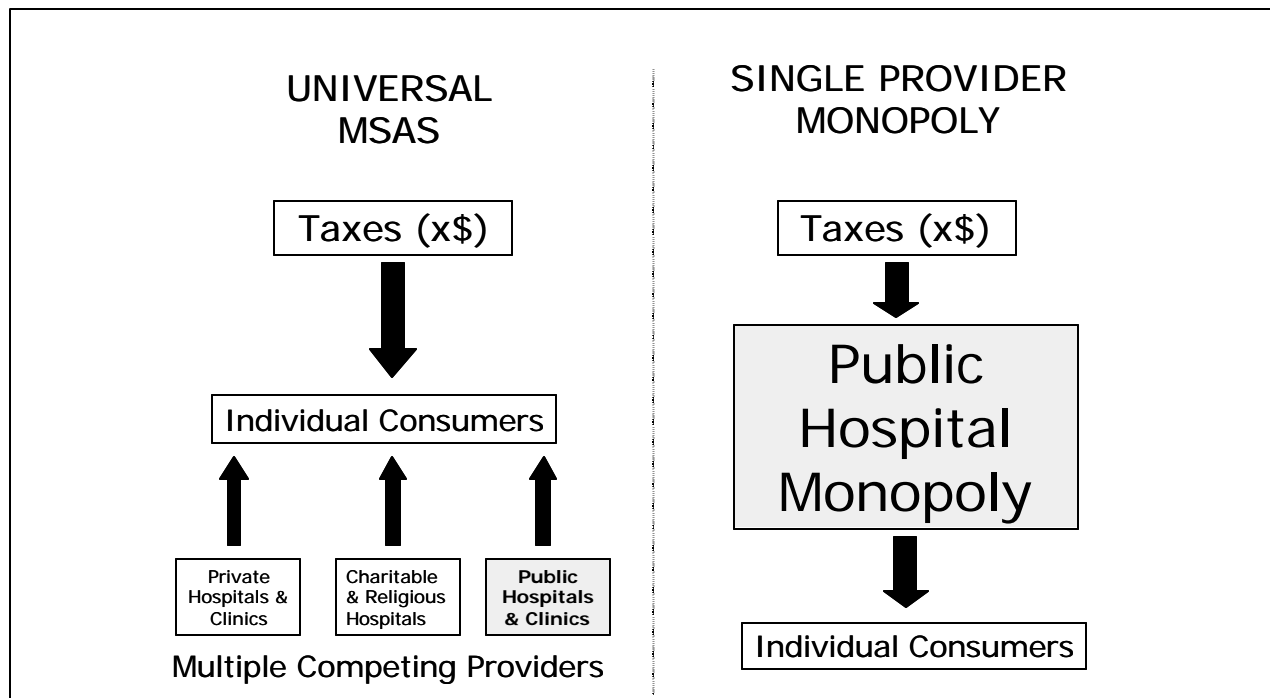 UNIVERSAL
MSAS
Taxes (x$)
Individual Consumers
Private
Hospitals &
Clinics
Charitable
& Religious
Hospitals
Public
Hospitals
& Clinics
Multiple Competing Providers
SINGLE PROVIDER
MONOPOLY
Taxes (x$)
Public
Hospital
Monopoly
Individual Consumers